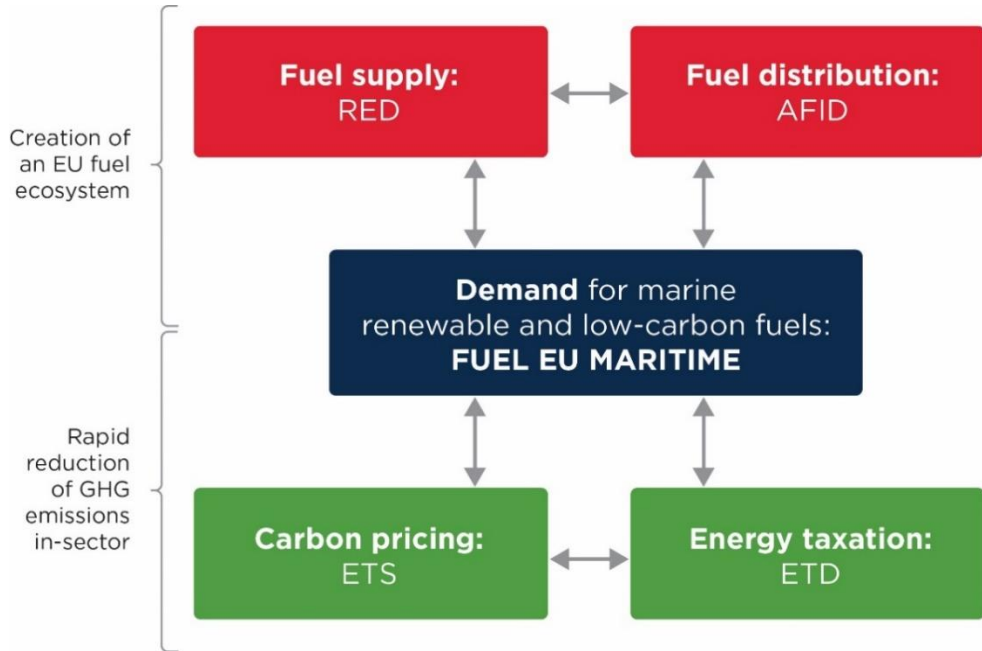 Creation of
an EU fuel
ecosystem
Fuel supply:
RED
Fuel distribution:
AFID
Demand for marine
renewable and low-carbon fuels:
FUEL EU MARITIME
Rapid
reduction
of GHG
emissions
in-sector
Carbon pricing:
ETS
Energy taxation:
ETD